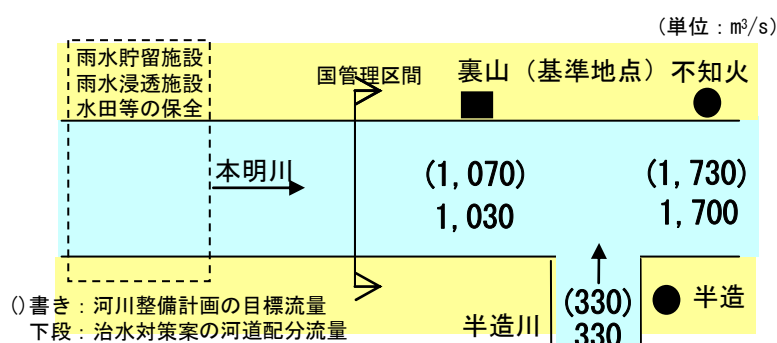 (単位：m³/s)
雨水貯留施設
雨水浸透施設
水田等の保全
国管理区間
裏山（基準地点）
不知火
本明川
(1,070)
1,030
(1,730)
1,700
()書き：河川整備計画の目標流量
下段：治水対策案の河道配分流量
半造川
(330)
330
半造